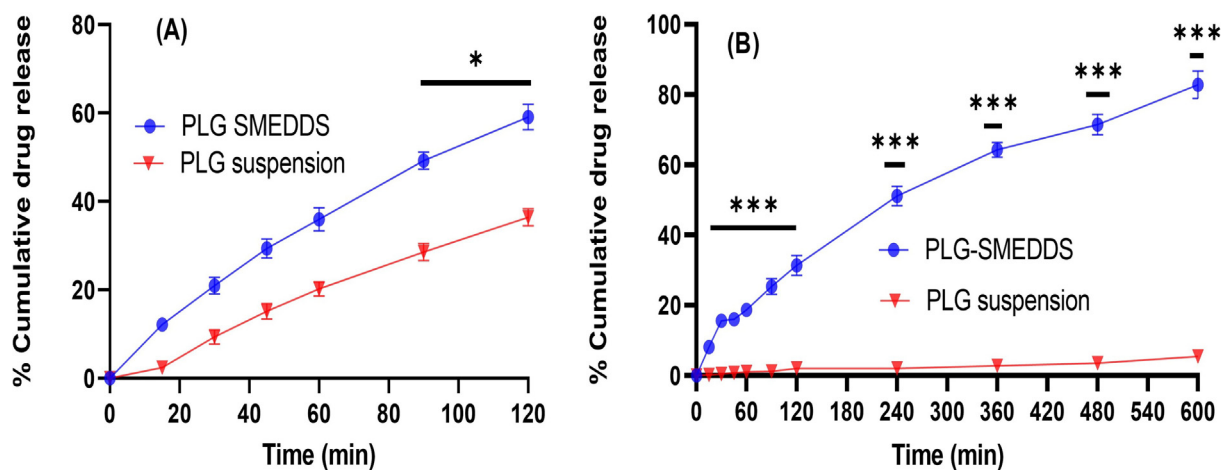 (A)
% Cumulative drug release
80
60
40
20
0
*
PLG SMEDDS
PLG suspension
0 20 40 60 80 100 120
Time (min)
(B)
% Cumulative drug release
100
80
60
40
20
0
***
***
***
***
***
PLG-SMEDDS
PLG suspension
0 60 120 180 240 300 360 420 480 540 600
Time (min)